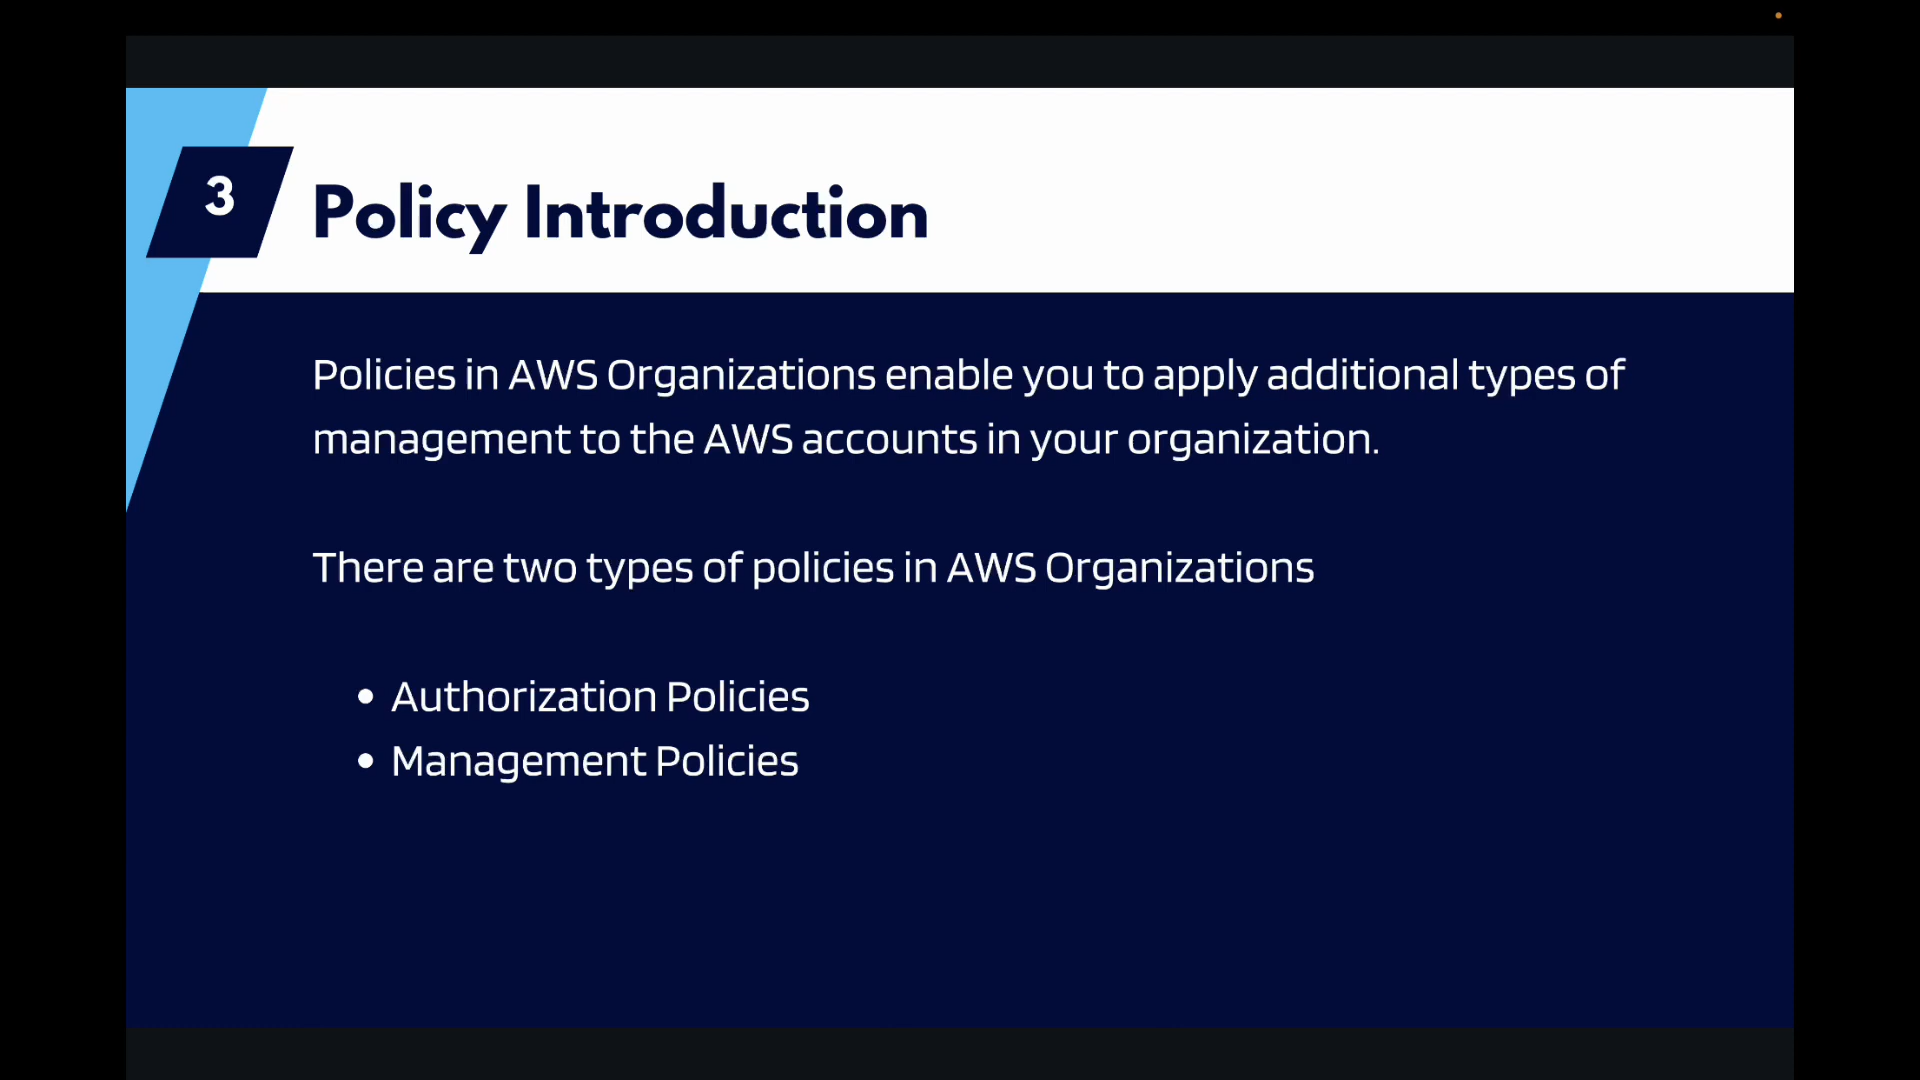 3
Policy Introduction
Policies in AWS Organizations enable you to apply additional types of
management to the AWS accounts in your organization.
There are two types of policies in AWS Organizations
• Authorization Policies
• Management Policies